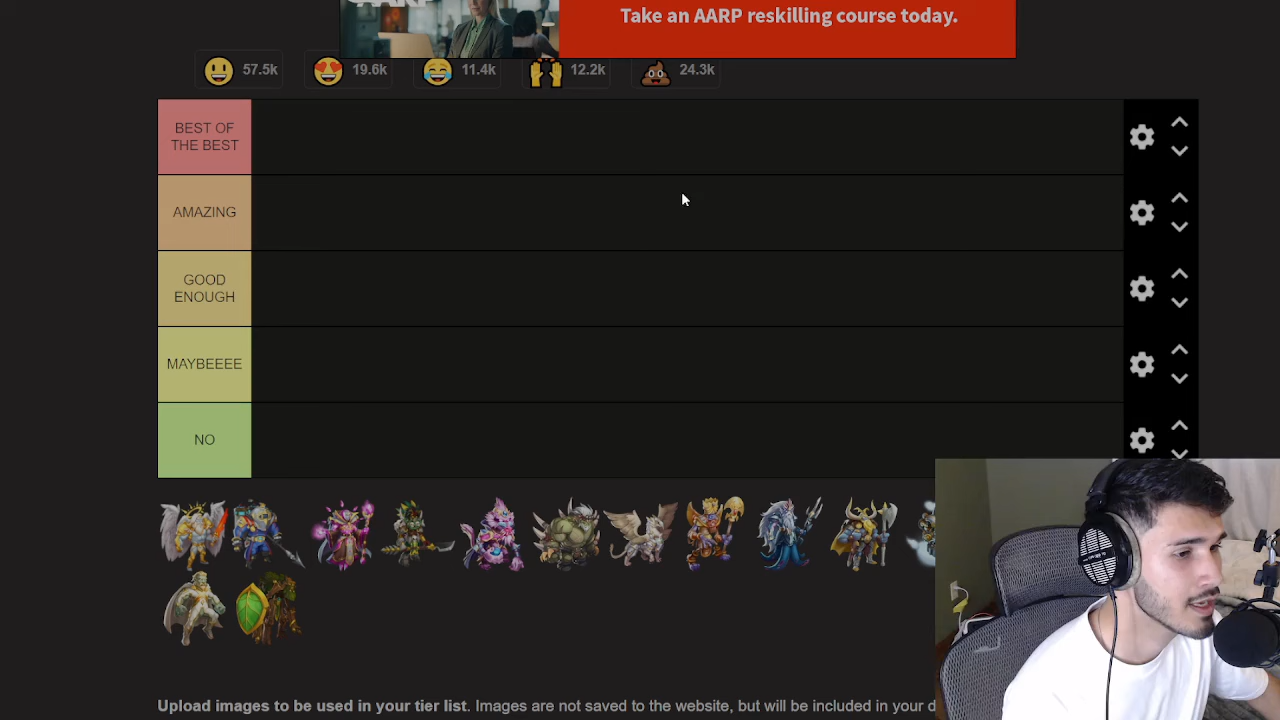 Take an AARP reskilling course today.
57.5k 19.6k 11.4k 12.2k 24.3k
BEST OF
THE BEST
AMAZING
GOOD
ENOUGH
MAYBEEEE
NO
Upload images to be used in your tier list. Images are not saved to the website, but will be included in your